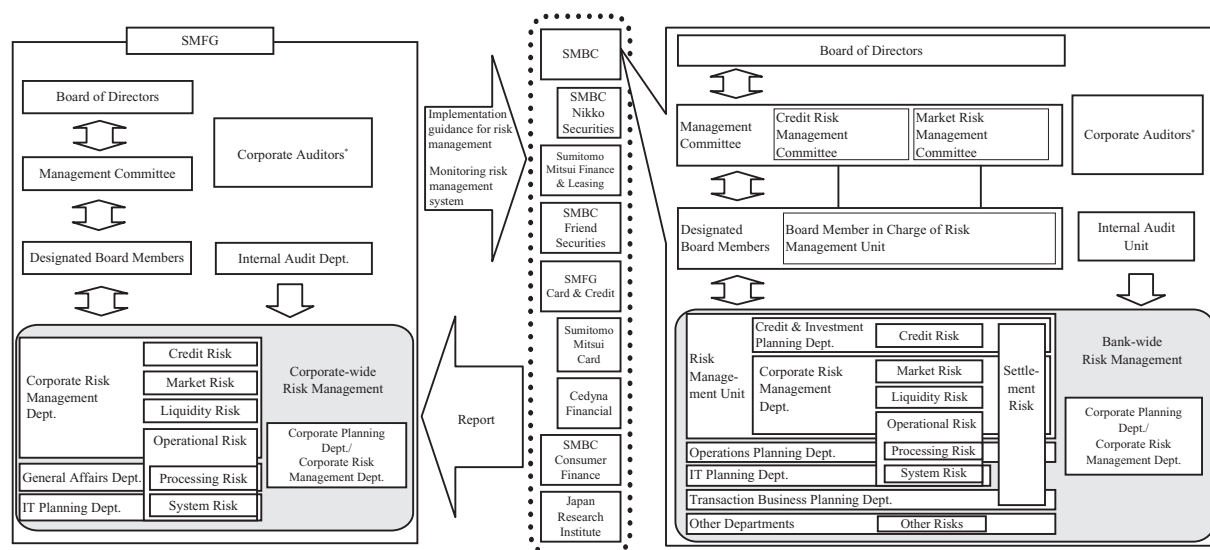 SMFG
Board of Directors
Management Committee
Designated Board Members
Corporate Auditors*
Internal Audit Dept.
Corporate Risk
Management
Dept.
General Affairs Dept.
IT Planning Dept.
Credit Risk
Market Risk
Liquidity Risk
Operational Risk
Processing Risk
System Risk
Corporate-wide
Risk Management
Corporate Planning
Dept./
Corporate Risk
Management Dept.
Implementation
guidance for risk
management
Monitoring risk
management
system
Report
SMBC
SMBC
Nikko
Securities
Sumitomo
Mitsui Finance
& Leasing
SMBC
Friend
Securities
SMFG
Card & Credit
Sumitomo
Mitsui
Card
Cedyna
Financial
SMBC
Consumer
Finance
Japan
Research
Institute
Board of Directors
Management
Committee
Credit Risk
Management
Committee
Market Risk
Management
Committee
Corporate Auditors*
Designated
Board Members
Board Member in Charge of Risk
Management Unit
Internal Audit
Unit
Risk
Manage-
ment Unit
Credit & Investment
Planning Dept.
Credit Risk
Corporate Risk
Management
Dept.
Market Risk
Liquidity Risk
Operational Risk
Settle-
ment
Risk
Operations Planning Dept.
Processing Risk
IT Planning Dept.
System Risk
Transaction Business Planning Dept.
Other Departments
Other Risks
Bank-wide
Risk Management
Corporate Planning
Dept./
Corporate Risk
Management Dept.